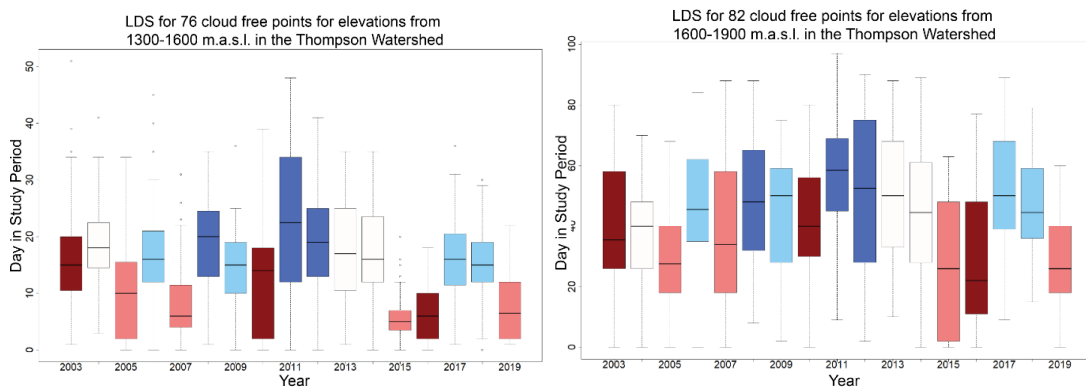 LDS for 76 cloud free points for elevations from
1300-1600 m.a.s.l. in the Thompson Watershed
Day in Study Period
50
40
30
20
10
0
2003 2005 2007 2009 2011 2013 2015 2017 2019
Year
LDS for 82 cloud free points for elevations from
1600-1900 m.a.s.l. in the Thompson Watershed
Day in Study Period
100
80
60
40
20
0
2003 2005 2007 2009 2011 2013 2015 2017 2019
Year